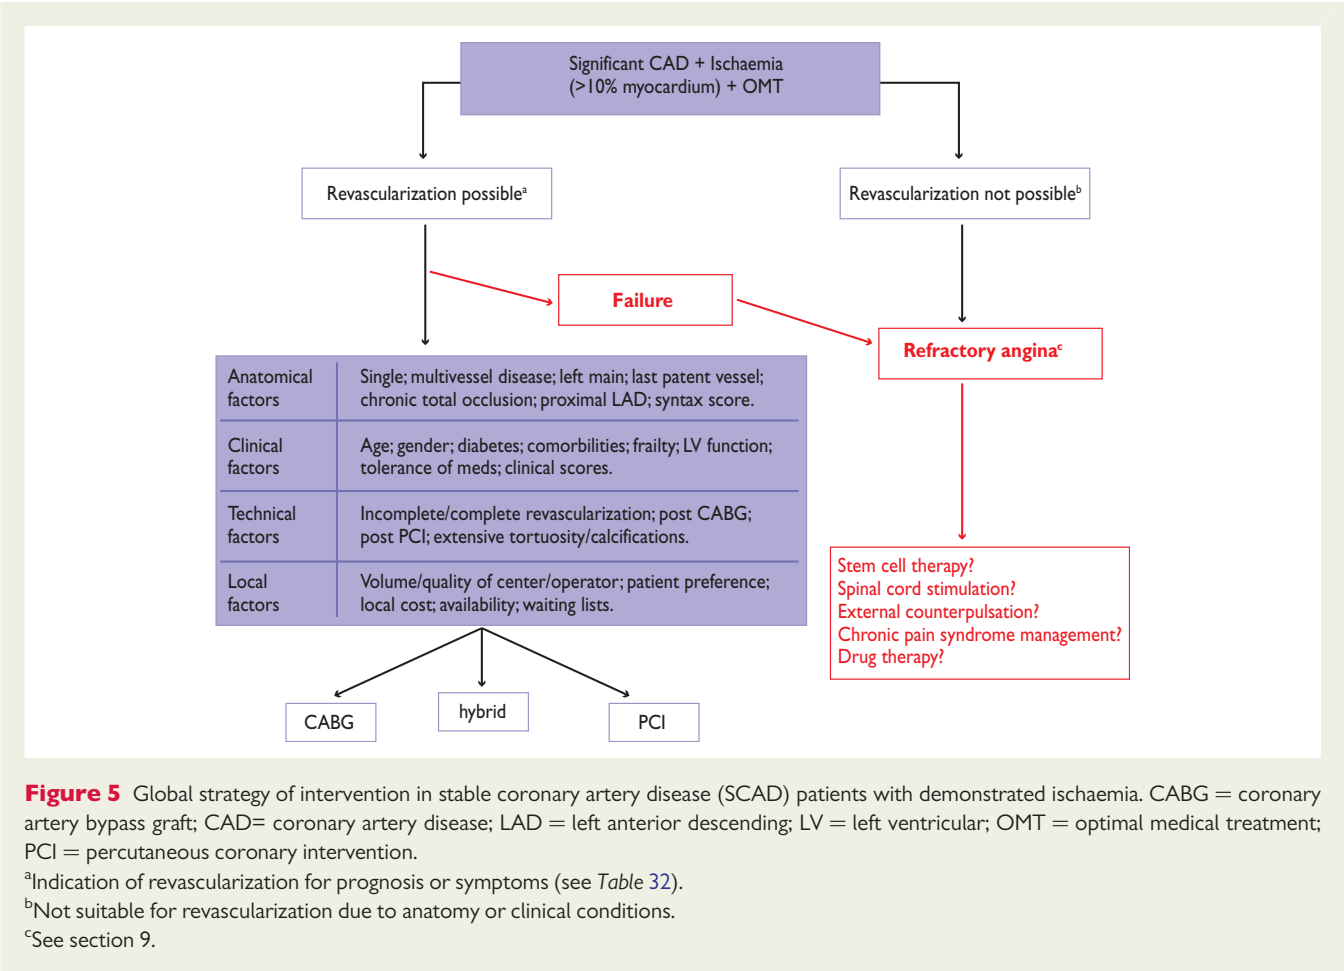 Significant CAD + Ischaemia
(>10% myocardium) + OMT
Revascularization possibleᵃ
Revascularization not possibleᵇ
Failure
Refractory anginaᶜ
Anatomical
factors
Single; multivessel disease; left main; last patent vessel;
chronic total occlusion; proximal LAD; syntax score.
Clinical
factors
Age; gender; diabetes; comorbilities; frailty; LV function;
tolerance of meds; clinical scores.
Technical
factors
Incomplete/complete revascularization; post CABG;
post PCI; extensive tortuosity/calcifications.
Local
factors
Volume/quality of center/operator; patient preference;
local cost; availability; waiting lists.
Stem cell therapy?
Spinal cord stimulation?
External counterpulsation?
Chronic pain syndrome management?
Drug therapy?
CABG
hybrid
PCI
Figure 5 Global strategy of intervention in stable coronary artery disease (SCAD) patients with demonstrated ischaemia. CABG = coronary
artery bypass graft; CAD= coronary artery disease; LAD = left anterior descending; LV = left ventricular; OMT = optimal medical treatment;
PCI = percutaneous coronary intervention.
ᵃIndication of revascularization for prognosis or symptoms (see Table 32).
ᵇNot suitable for revascularization due to anatomy or clinical conditions.
ᶜSee section 9.